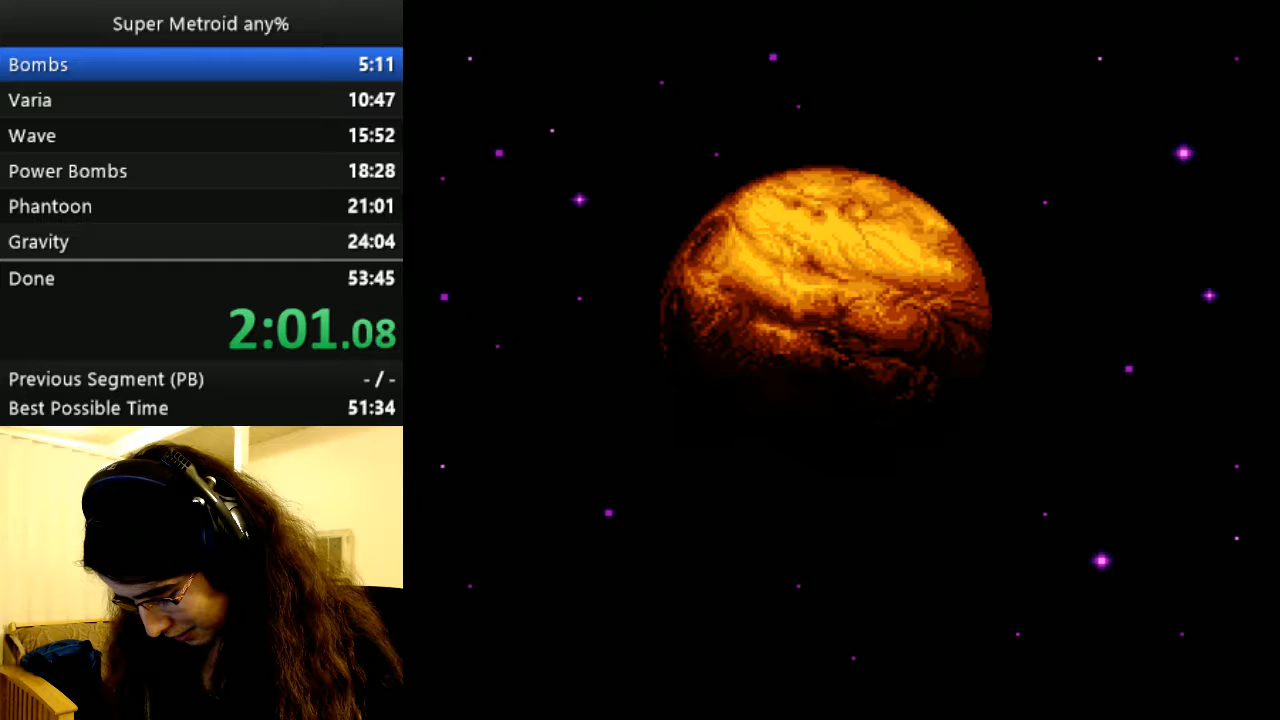 Super Metroid any%
Bombs 5:11
Varia 10:47
Wave 15:52
Power Bombs 18:28
Phantoon 21:01
Gravity 24:04
Done 53:45
2:01.08
Previous Segment (PB) - / -
Best Possible Time 51:34